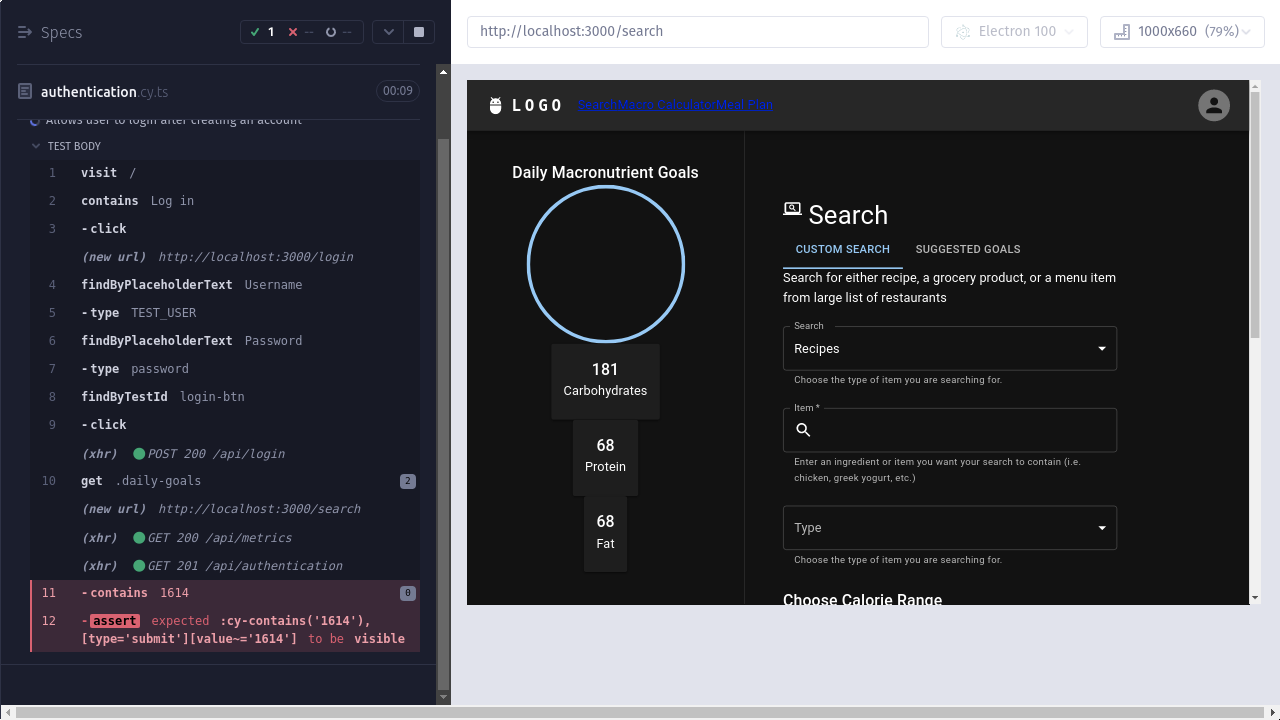 Specs
1 -- --
authentication.cy.ts 00:09
Allows user to login after creating an account
TEST BODY
1 visit /
2 contains Log in
3 -click
(new url) http://localhost:3000/login
4 findByPlaceholderText Username
5 -type TEST_USER
6 findByPlaceholderText Password
7 -type password
8 findByTestId login-btn
9 -click
(xhr) POST 200 /api/login
10 get .daily-goals 2
(new url) http://localhost:3000/search
(xhr) GET 200 /api/metrics
(xhr) GET 201 /api/authentication
11 -contains 1614 0
12 -assert expected :cy-contains('1614'),
[type='submit'][value~='1614'] to be visible
http://localhost:3000/search
Electron 100
1000x660 (79%)
LOGO
SearchMacro CalculatorMeal Plan
Daily Macronutrient Goals
181
Carbohydrates
68
Protein
68
Fat
Search
CUSTOM SEARCH SUGGESTED GOALS
Search for either recipe, a grocery product, or a menu item
from large list of restaurants
Search
Recipes
Choose the type of item you are searching for.
Item *
Enter an ingredient or item you want your search to contain (i.e.
chicken, greek yogurt, etc.)
Type
Choose the type of item you are searching for.
Choose Calorie Range